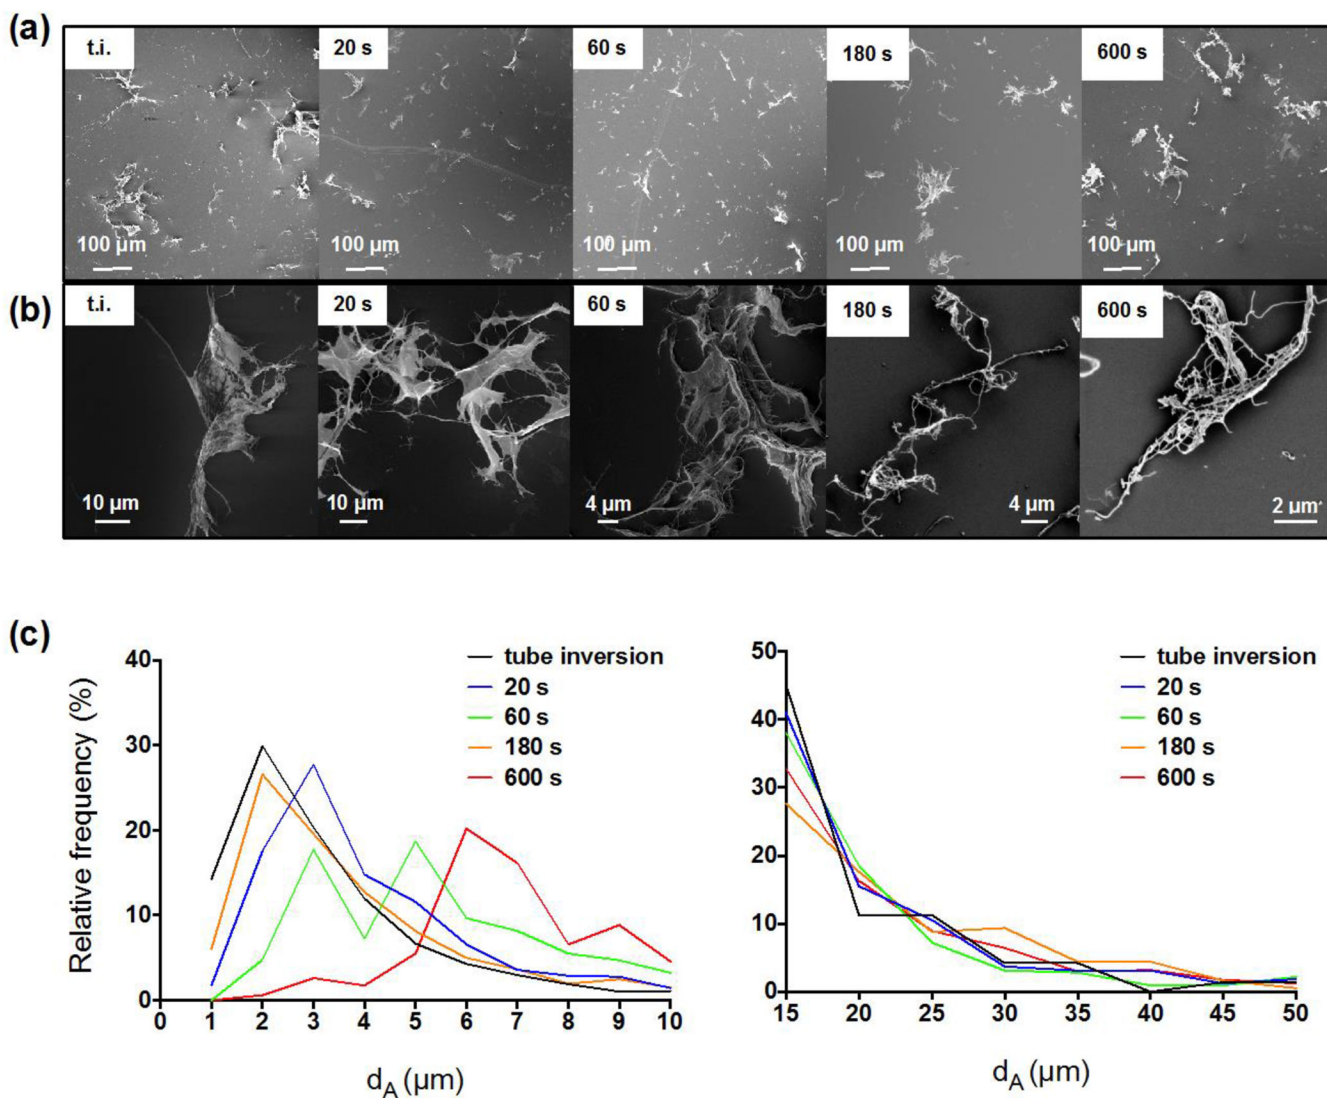 (a)
t.i. 20 s 60 s 180 s 600 s
100 µm 100 µm 100 µm 100 µm 100 µm
(b)
t.i. 20 s 60 s 180 s 600 s
10 µm 10 µm 4 µm 4 µm 2 µm
(c)
Relative frequency (%)
40
30
20
10
0
0 1 2 3 4 5 6 7 8 9 10
d_A (µm)
tube inversion
20 s
60 s
180 s
600 s
50
40
30
20
10
0
15 20 25 30 35 40 45 50
d_A (µm)
tube inversion
20 s
60 s
180 s
600 s